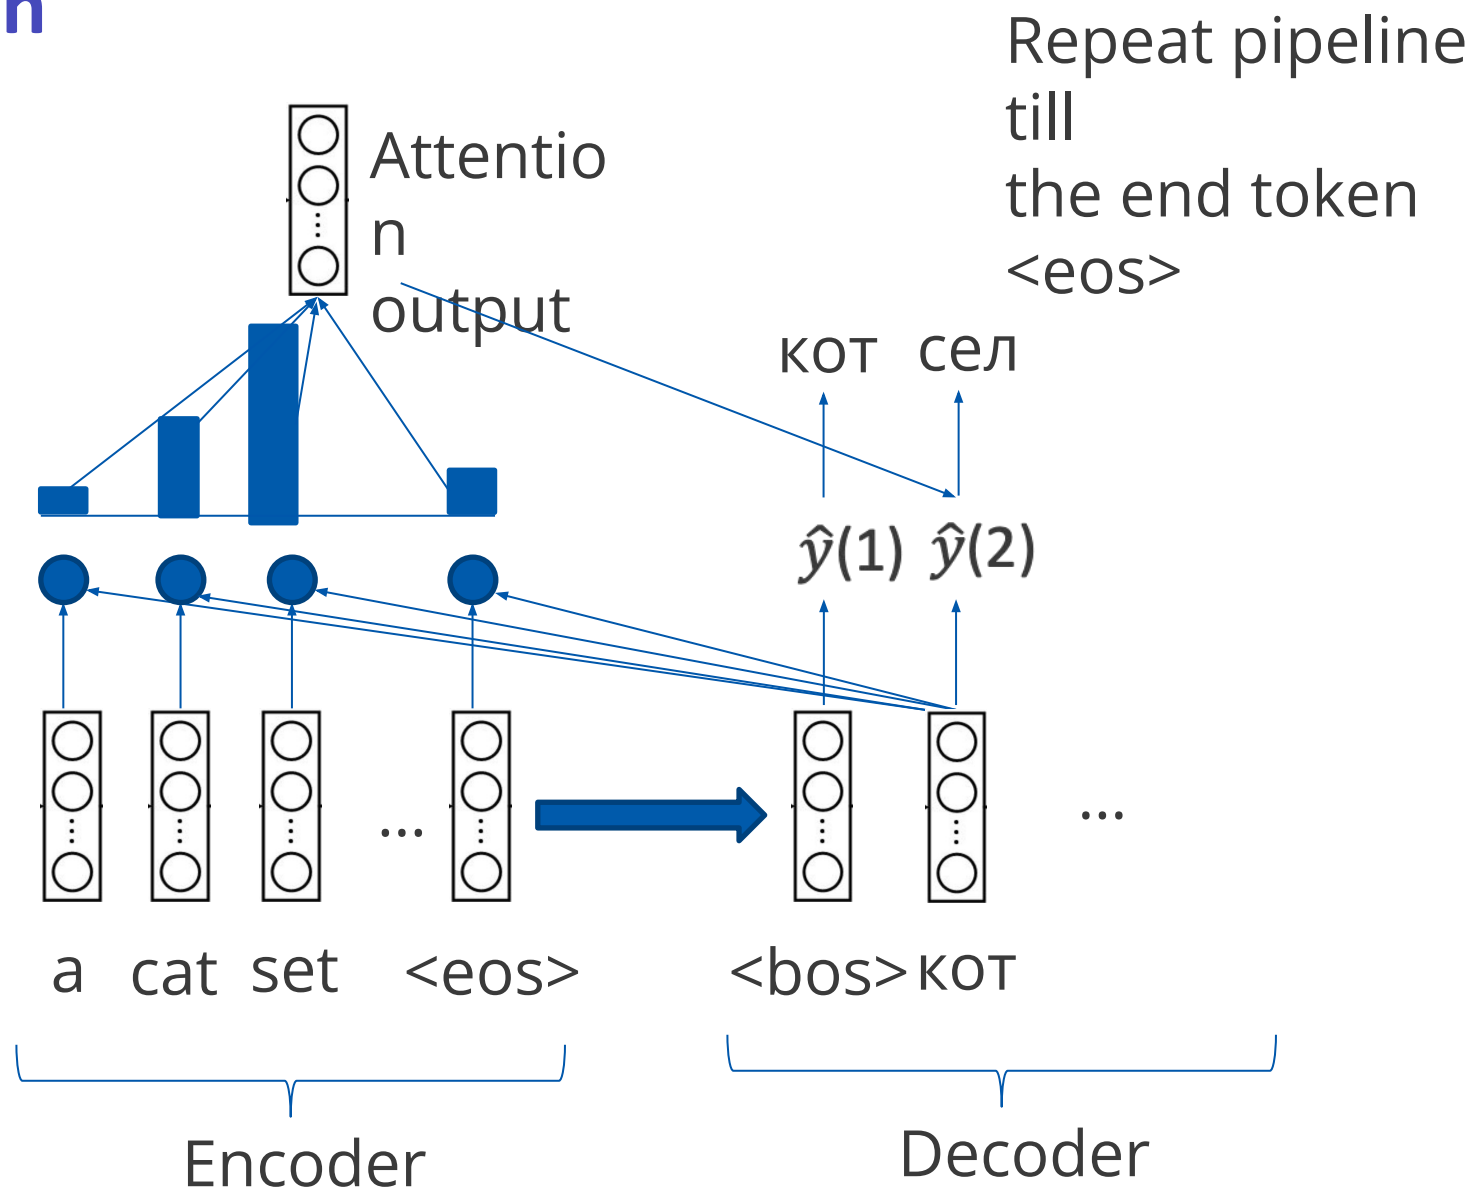 n
Repeat pipeline
till
the end token
<eos>
Attentio
n
output
кот сел
ŷ(1) ŷ(2)
... ...
a cat set <eos> <bos> кот
Encoder Decoder